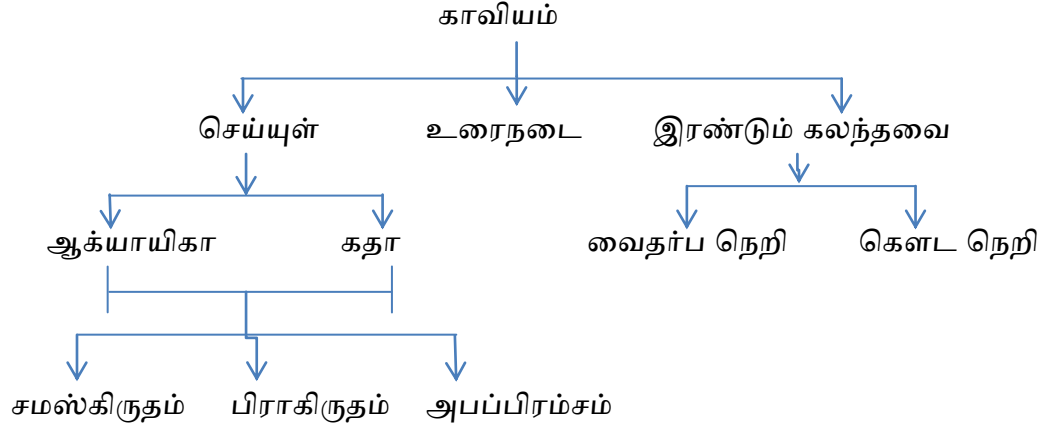 காவியம்
செய்யுள் உரைநடை இரண்டும் கலந்தவை
ஆக்யாயிகா கதா வைதர்ப நெறி கௌட நெறி
சமஸ்கிருதம் பிராகிருதம் அபப்பிரம்சம்